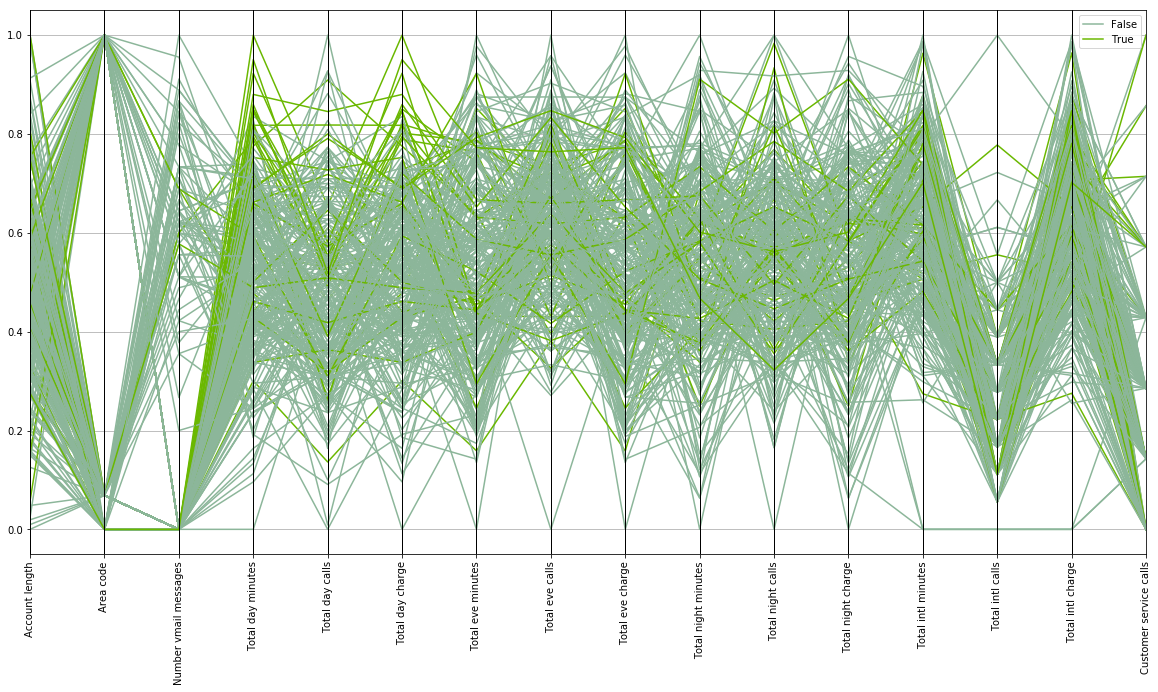 False
True
1.0
0.8
0.6
0.4
0.2
0.0
Account length
Area code
Number vmail messages
Total day minutes
Total day calls
Total day charge
Total eve minutes
Total eve calls
Total eve charge
Total night minutes
Total night calls
Total night charge
Total intl minutes
Total intl calls
Total intl charge
Customer service calls